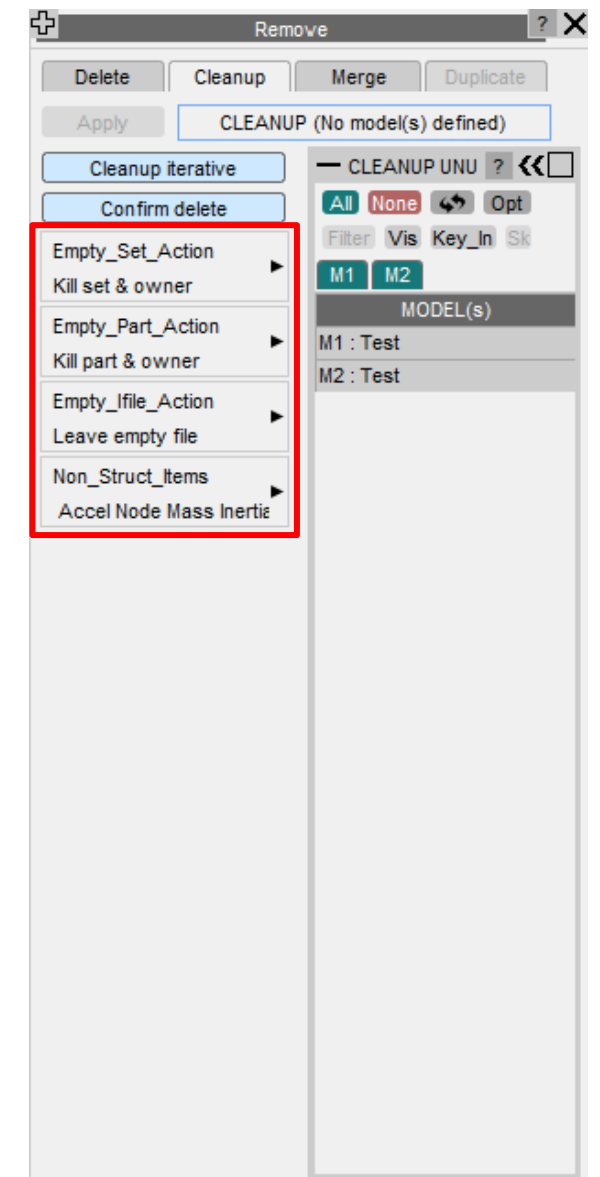 Remove ?
Delete Cleanup Merge Duplicate
Apply CLEANUP (No model(s) defined)
Cleanup iterative
Confirm delete
Empty_Set_Action
Kill set & owner
Empty_Part_Action
Kill part & owner
Empty_Ifile_Action
Leave empty file
Non_Struct_Items
Accel Node Mass Inertia
CLEANUP UNU ?
All None Opt
Filter Vis Key_In Sk
M1 M2
MODEL(s)
M1 : Test
M2 : Test